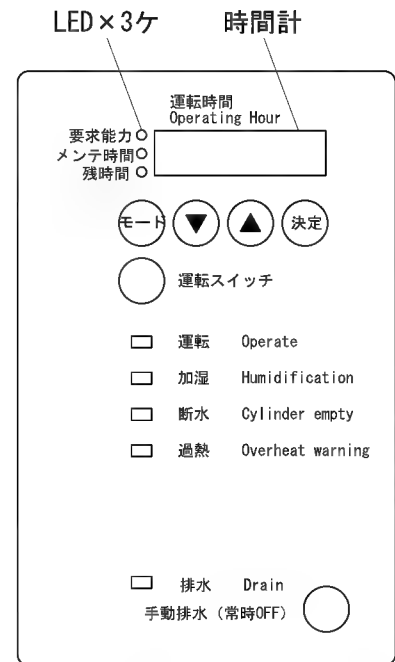 LED×3ケ 時間計
運転時間
Operating Hour
要求能力
メンテ時間
残時間
モード ▼ ▲ 決定
運転スイッチ
運転 Operate
加湿 Humidification
断水 Cylinder empty
過熱 Overheat warning
排水 Drain
手動排水（常時OFF）